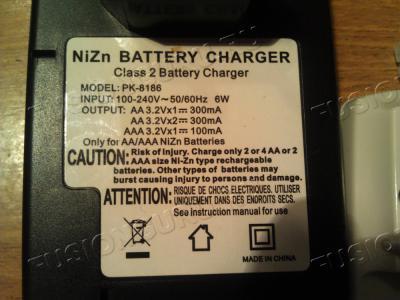 NiZn BATTERY CHARGER
Class 2 Battery Charger
MODEL: PK-8186
INPUT: 100-240V~50/60Hz 6W
OUTPUT: AA 3.2Vx1⎓300mA
AA 3.2Vx2⎓300mA
AAA 3.2Vx1⎓100mA
Only for AA/AAA NiZn Batteries
CAUTION: Risk of injury. Charge only 2 or 4 AA or 2
AAA size Ni-Zn type rechargeable
batteries. Other types of batteries
may burst causing injury.
ATTENTION: RISQUE DE CHOCS ELECTRIQUES. UTILISER
UNIQUEMENT DANS DES ENDROITS SECS.
See instruction manual for use
MADE IN CHINA